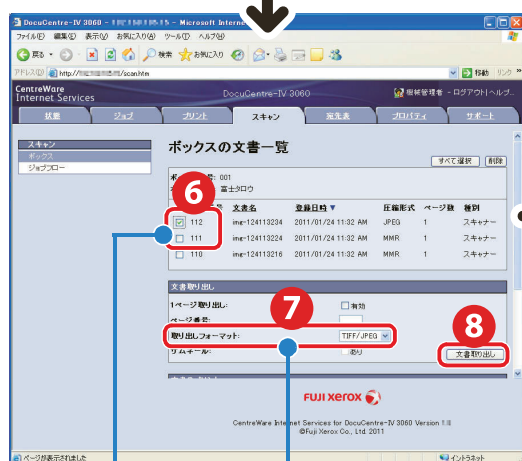 DocuCentre-IV 3060 - Microsoft Internet
ファイル(F) 編集(E) 表示(V) お気に入り(A) ツール(T) ヘルプ(H)
戻る 検索 お気に入り
アドレス(D) http:// /scan.htm 移動 リンク »
CentreWare
Internet Services
DocuCentre-IV 3060
機械管理者 - ログアウト|ヘルプ...
状態 ジョブ プリント スキャン 宛先表 プロパティ サポート
スキャン
ボックス
ジョブフロー
ボックスの文書一覧
すべて選択 削除
001
富士タロウ
6
文書名 登録日時▼ 圧縮形式 ページ数 種別
112 img-124113234 2011/01/24 11:32 AM JPEG 1 スキャナー
111 img-124113224 2011/01/24 11:32 AM MMR 1 スキャナー
110 img-124113216 2011/01/24 11:32 AM MMR 1 スキャナー
文書取り出し
1ページ取り出し: 有効
ページ番号:
7
取り出しフォーマット: TIFF/JPEG
サムネール: あり
8
文書取り出し
FUJI XEROX
CentreWare Internet Services for DocuCentre-IV 3060 Version 1.0
©Fuji Xerox Co., Ltd. 2011
ページが表示されました
イントラネット